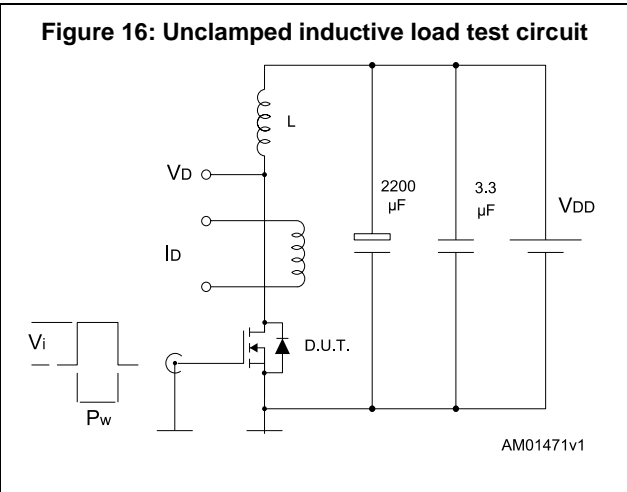 Figure 16: Unclamped inductive load test circuit
L
VD
2200
µF
3.3
µF
VDD
ID
Vi
D.U.T.
Pw
AM01471v1